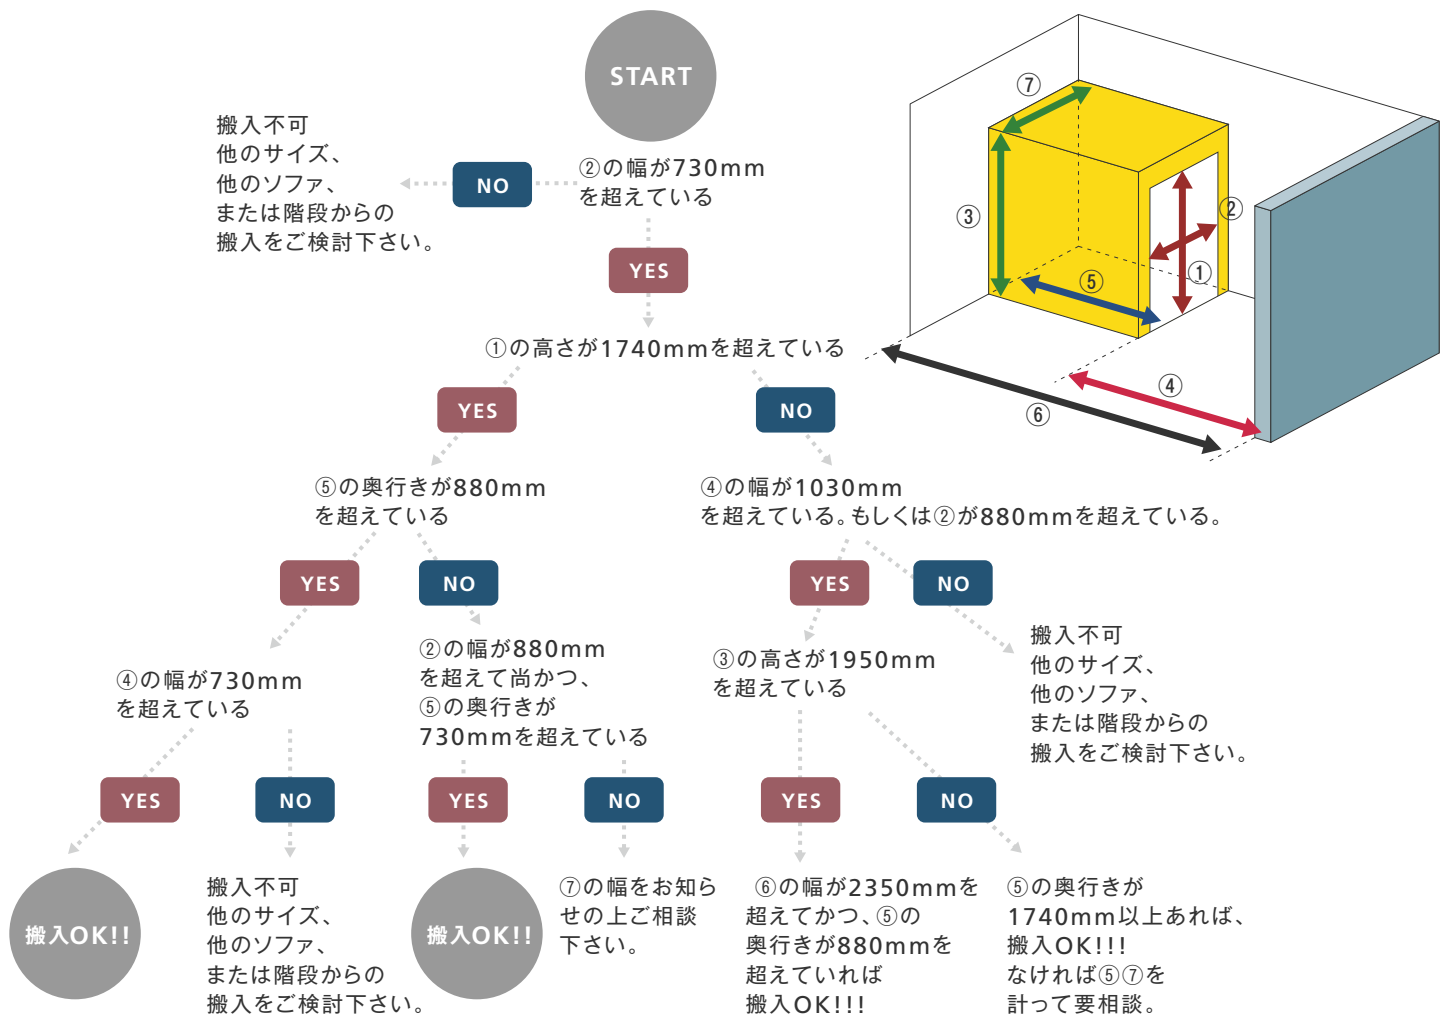 START
②の幅が730mm
を超えている
NO
搬入不可
他のサイズ、
他のソファ、
または階段からの
搬入をご検討下さい。
YES
①の高さが1740mmを超えている
YES
NO
⑤の奥行きが880mm
を超えている
④の幅が1030mm
を超えている。もしくは②が880mmを超えている。
YES
NO
YES
NO
④の幅が730mm
を超えている
②の幅が880mm
を超えて尚かつ、
⑤の奥行きが
730mmを超えている
③の高さが1950mm
を超えている
搬入不可
他のサイズ、
他のソファ、
または階段からの
搬入をご検討下さい。
YES
NO
YES
NO
YES
NO
搬入OK!!
搬入不可
他のサイズ、
他のソファ、
または階段からの
搬入をご検討下さい。
搬入OK!!
⑦の幅をお知ら
せの上ご相談
下さい。
⑥の幅が2350mmを
超えてかつ、⑤の
奥行きが880mmを
超えていれば
搬入OK!!!
⑤の奥行きが
1740mm以上あれば、
搬入OK!!!
なければ⑤⑦を
計って要相談。
⑦
③
②
①
⑤
④
⑥